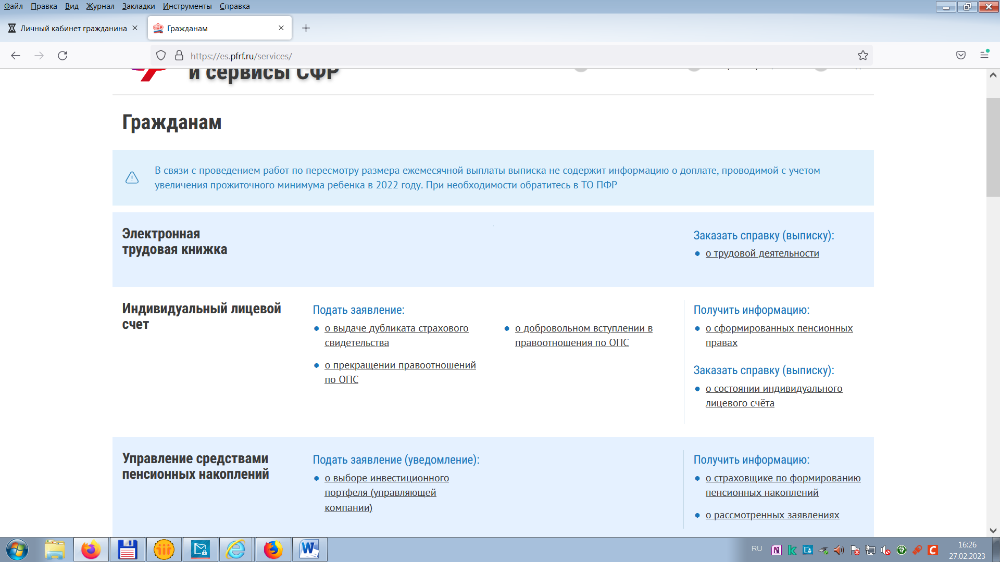 Файл Правка Вид Журнал Закладки Инструменты Справка
Личный кабинет гражданина
Гражданам
https://es.pfrf.ru/services/
и сервисы СФР
Гражданам
В связи с проведением работ по пересмотру размера ежемесячной выплаты выписка не содержит информацию о доплате, проводимой с учетом
увеличения прожиточного минимума ребенка в 2022 году. При необходимости обратитесь в ТО ПФР
Электронная
трудовая книжка
Заказать справку (выписку):
о трудовой деятельности
Индивидуальный лицевой
счет
Подать заявление:
о выдаче дубликата страхового
свидетельства
о прекращении правоотношений
по ОПС
о добровольном вступлении в
правоотношения по ОПС
Получить информацию:
о сформированных пенсионных
правах
Заказать справку (выписку):
о состоянии индивидуального
лицевого счёта
Управление средствами
пенсионных накоплений
Подать заявление (уведомление):
о выборе инвестиционного
портфеля (управляющей
компании)
Получить информацию:
о страховщике по формированию
пенсионных накоплений
о рассмотренных заявлениях
RU
16:26
27.02.2023